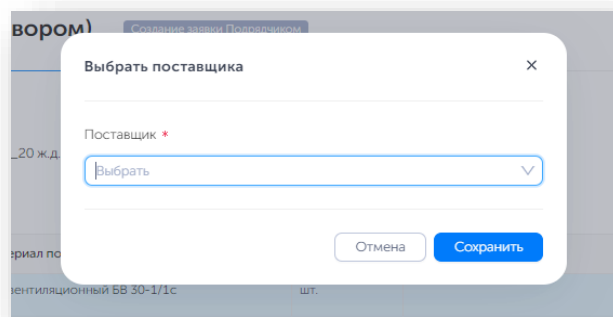 вором)
Создание заявки Подрядчиком
Выбрать поставщика
Поставщик *
_20 ж.д.
Выбрать
Отмена
Сохранить
ериал по
вентиляционный БВ 30-1/1с
шт.